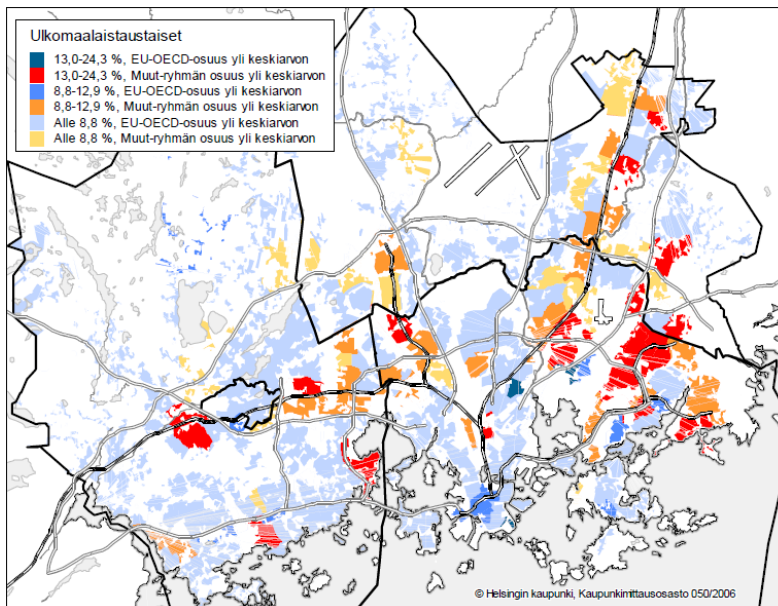 Ulkomaalaistaustaiset
13,0-24,3 %, EU-OECD-osuus yli keskiarvon
13,0-24,3 %, Muut-ryhmän osuus yli keskiarvon
8,8-12,9 %, EU-OECD-osuus yli keskiarvon
8,8-12,9 %, Muut-ryhmän osuus yli keskiarvon
Alle 8,8 %, EU-OECD-osuus yli keskiarvon
Alle 8,8 %, Muut-ryhmän osuus yli keskiarvon
© Helsingin kaupunki, Kaupunkimittausosasto 050/2006